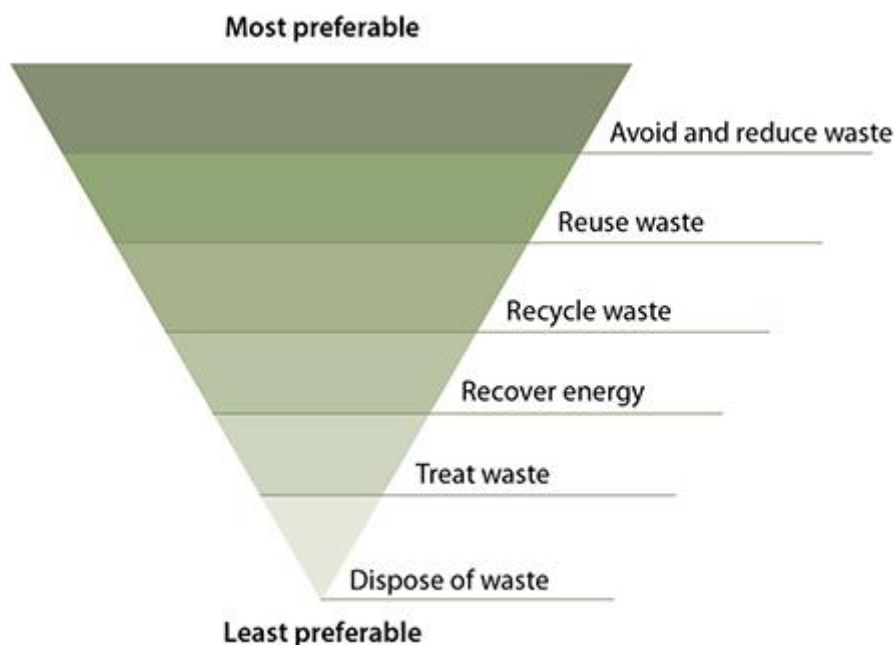 Most preferable
Avoid and reduce waste
Reuse waste
Recycle waste
Recover energy
Treat waste
Dispose of waste
Least preferable